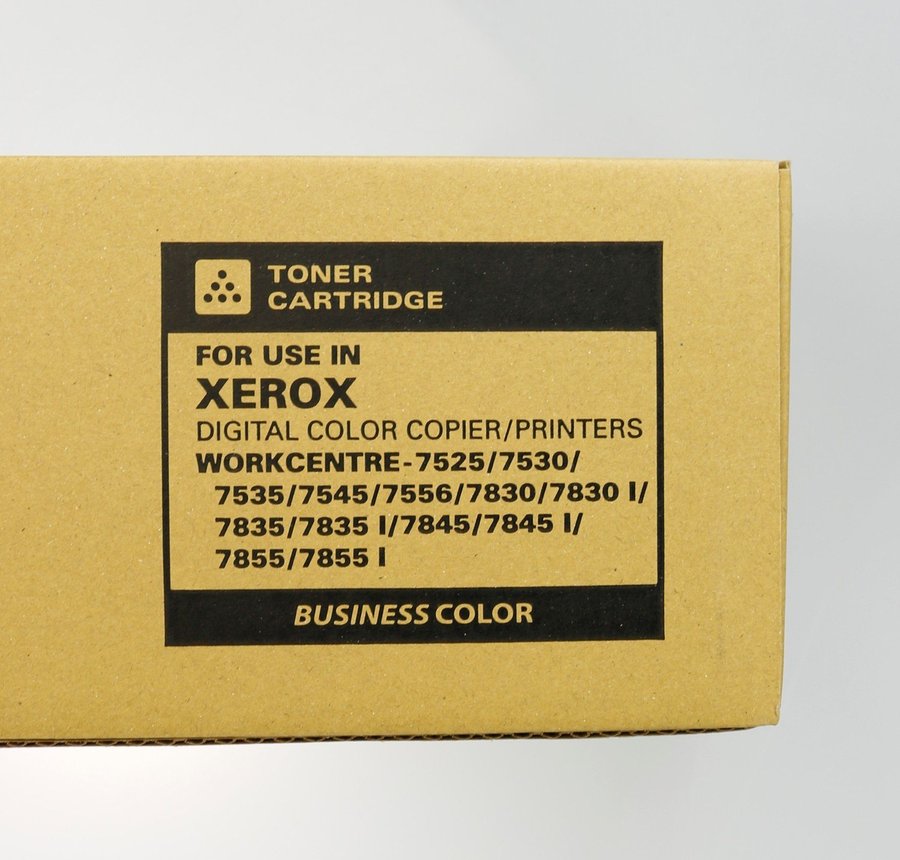 TONER
CARTRIDGE
FOR USE IN
XEROX
DIGITAL COLOR COPIER/PRINTERS
WORKCENTRE-7525/7530/
7535/7545/7556/7830/7830 I/
7835/7835 I/7845/7845 I/
7855/7855 I
BUSINESS COLOR